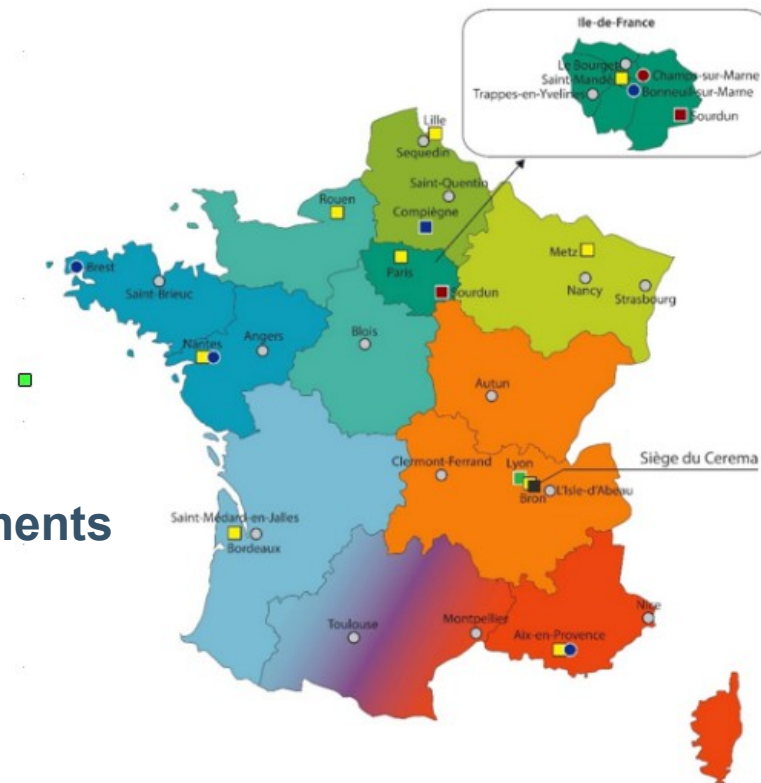 Ile-de-France
Le Bourget
Saint-Mandé
Champs-sur-Marne
Trappes-en-Yvelines
Bonneuil-sur-Marne
Sourdun
Lille
Sequedin
Saint-Quentin
Rouen
Compiègne
Metz
Paris
Brest
Nancy
Saint-Brieuc
Sourdun
Strasbourg
Angers
Blois
Nantes
Autun
Clermont-Ferrand
Lyon
Siège du Cerema
L'Isle-d'Abeau
Bron
Saint-Médard-en-Jalles
ments
Bordeaux
Nice
Toulouse
Montpellier
Aix-en-Provence